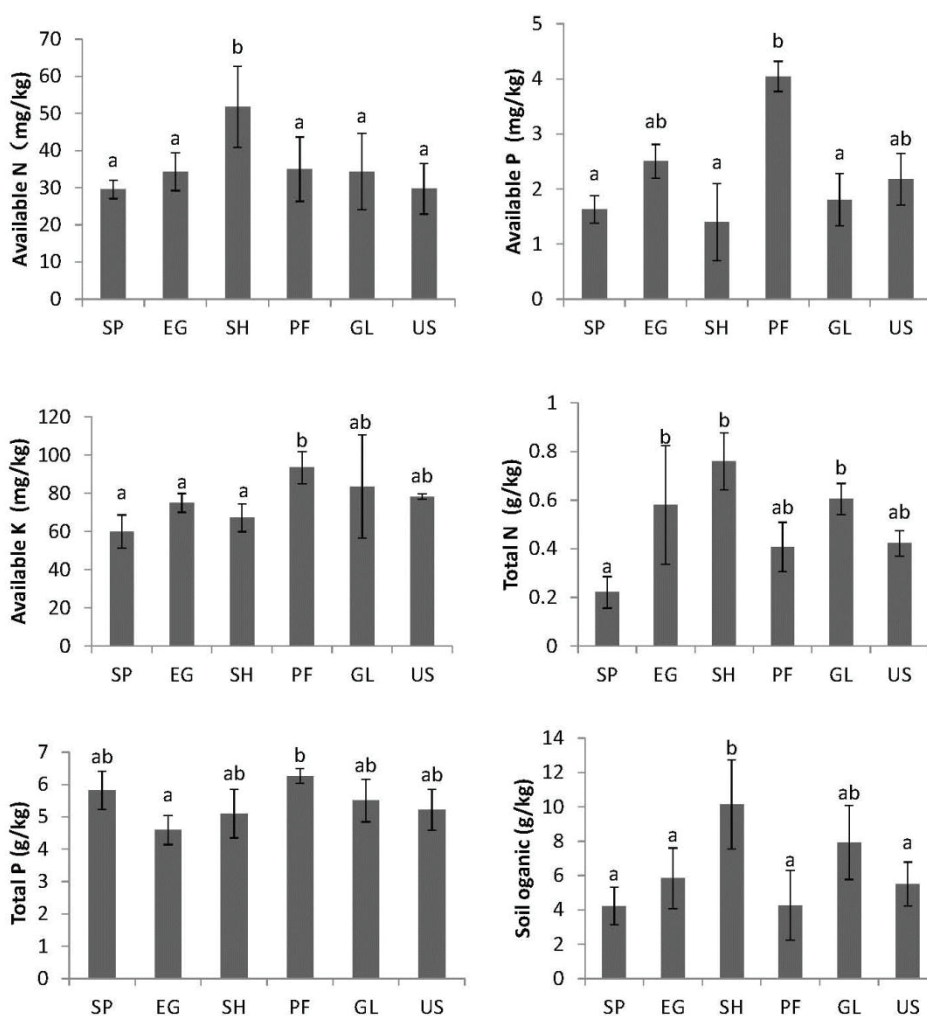 Available N (mg/kg)
70
60
50
40
30
20
10
0
a
a
b
a
a
a
SP EG SH PF GL US
Available P (mg/kg)
5
4
3
2
1
0
a
ab
a
b
a
ab
SP EG SH PF GL US
Available K (mg/kg)
120
100
80
60
40
20
0
a
a
a
b
ab
ab
SP EG SH PF GL US
Total N (g/kg)
1
0.8
0.6
0.4
0.2
0
a
b
b
ab
b
ab
SP EG SH PF GL US
Total P (g/kg)
7
6
5
4
3
2
1
0
ab
a
ab
b
ab
ab
SP EG SH PF GL US
Soil oganic (g/kg)
14
12
10
8
6
4
2
0
a
a
b
a
ab
a
SP EG SH PF GL US